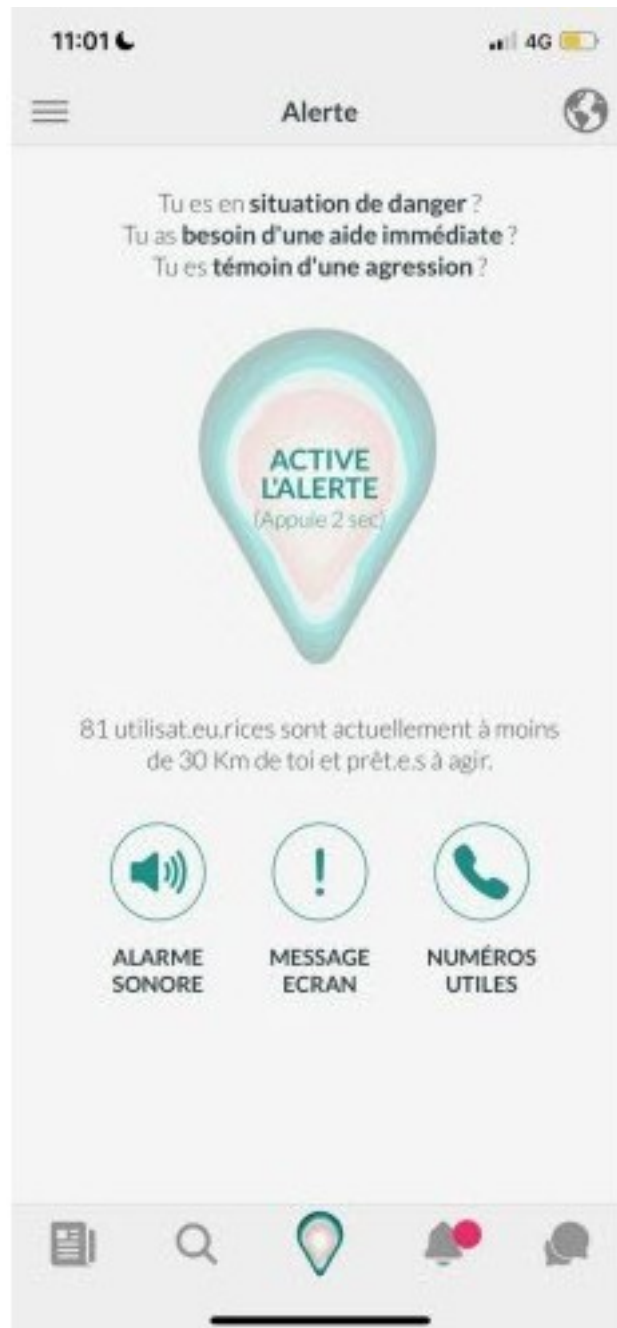 11:01
4G
Alerte
Tu es en situation de danger ?
Tu as besoin d'une aide immédiate ?
Tu es témoin d'une agression ?
ACTIVE
L'ALERTE
(Appuie 2 sec)
81 utilisat.eu.rices sont actuellement à moins
de 30 Km de toi et prêt.e.s à agir.
ALARME
SONORE
MESSAGE
ECRAN
NUMÉROS
UTILES